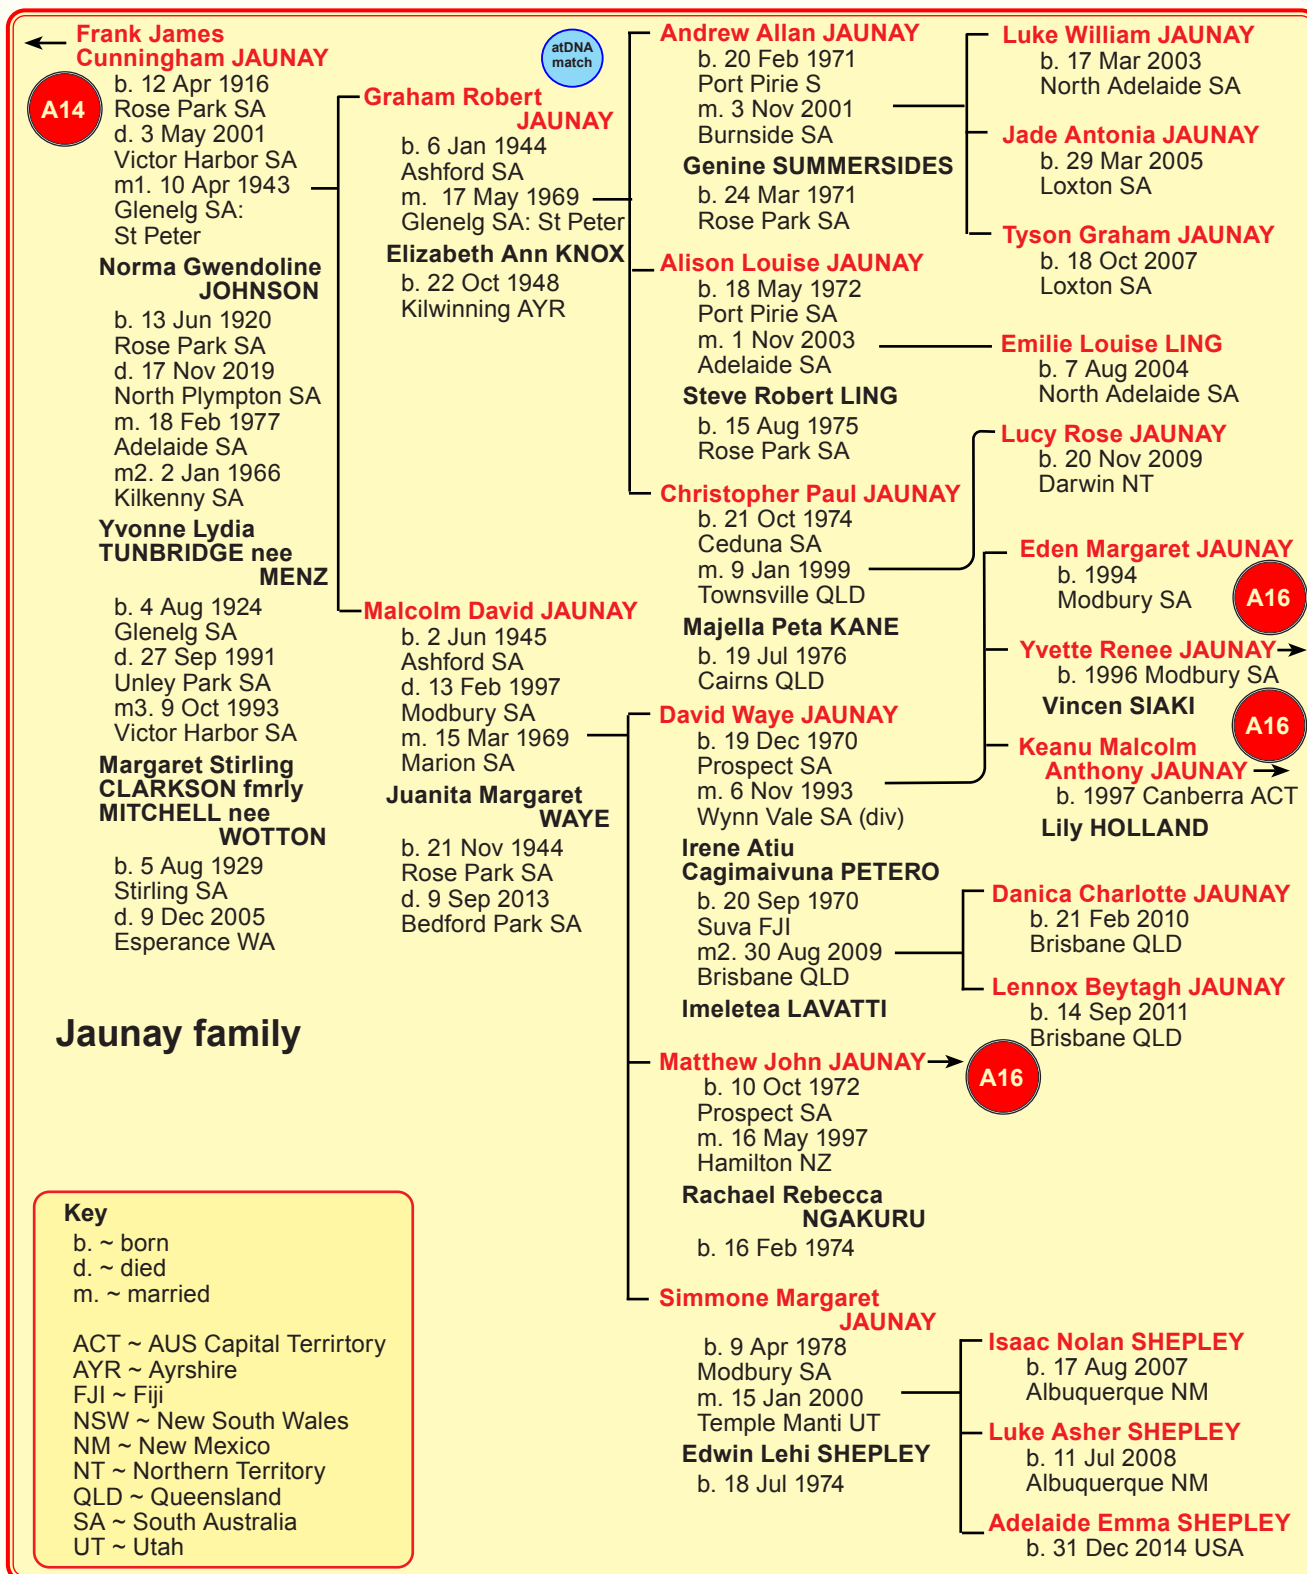 Frank James
Cunningham JAUNAY
A14
b. 12 Apr 1916
Rose Park SA
d. 3 May 2001
Victor Harbor SA
m1. 10 Apr 1943
Glenelg SA:
St Peter
Norma Gwendoline
JOHNSON
b. 13 Jun 1920
Rose Park SA
d. 17 Nov 2019
North Plympton SA
m. 18 Feb 1977
Adelaide SA
m2. 2 Jan 1966
Kilkenny SA
Yvonne Lydia
TUNBRIDGE nee
MENZ
b. 4 Aug 1924
Glenelg SA
d. 27 Sep 1991
Unley Park SA
m3. 9 Oct 1993
Victor Harbor SA
Margaret Stirling
CLARKSON fmrly
MITCHELL nee
WOTTON
b. 5 Aug 1929
Stirling SA
d. 9 Dec 2005
Esperance WA
atDNA
match
Graham Robert
JAUNAY
b. 6 Jan 1944
Ashford SA
m. 17 May 1969
Glenelg SA: St Peter
Elizabeth Ann KNOX
b. 22 Oct 1948
Kilwinning AYR
Malcolm David JAUNAY
b. 2 Jun 1945
Ashford SA
d. 13 Feb 1997
Modbury SA
m. 15 Mar 1969
Marion SA
Juanita Margaret
WAYE
b. 21 Nov 1944
Rose Park SA
d. 9 Sep 2013
Bedford Park SA
Andrew Allan JAUNAY
b. 20 Feb 1971
Port Pirie S
m. 3 Nov 2001
Burnside SA
Genine SUMMERSIDES
b. 24 Mar 1971
Rose Park SA
Alison Louise JAUNAY
b. 18 May 1972
Port Pirie SA
m. 1 Nov 2003
Adelaide SA
Steve Robert LING
b. 15 Aug 1975
Rose Park SA
Christopher Paul JAUNAY
b. 21 Oct 1974
Ceduna SA
m. 9 Jan 1999
Townsville QLD
Majella Peta KANE
b. 19 Jul 1976
Cairns QLD
David Waye JAUNAY
b. 19 Dec 1970
Prospect SA
m. 6 Nov 1993
Wynn Vale SA (div)
Irene Atiu
Cagimaivuna PETERO
b. 20 Sep 1970
Suva FJI
m2. 30 Aug 2009
Brisbane QLD
Imeletea LAVATTI
Matthew John JAUNAY
A16
b. 10 Oct 1972
Prospect SA
m. 16 May 1997
Hamilton NZ
Rachael Rebecca
NGAKURU
b. 16 Feb 1974
Simmone Margaret
JAUNAY
b. 9 Apr 1978
Modbury SA
m. 15 Jan 2000
Temple Manti UT
Edwin Lehi SHEPLEY
b. 18 Jul 1974
Luke William JAUNAY
b. 17 Mar 2003
North Adelaide SA
Jade Antonia JAUNAY
b. 29 Mar 2005
Loxton SA
Tyson Graham JAUNAY
b. 18 Oct 2007
Loxton SA
Emilie Louise LING
b. 7 Aug 2004
North Adelaide SA
Lucy Rose JAUNAY
b. 20 Nov 2009
Darwin NT
Eden Margaret JAUNAY
b. 1994
Modbury SA
A16
Yvette Renee JAUNAY
b. 1996 Modbury SA
Vincen SIAKI
A16
Keanu Malcolm
Anthony JAUNAY
b. 1997 Canberra ACT
Lily HOLLAND
Danica Charlotte JAUNAY
b. 21 Feb 2010
Brisbane QLD
Lennox Beytagh JAUNAY
b. 14 Sep 2011
Brisbane QLD
Isaac Nolan SHEPLEY
b. 17 Aug 2007
Albuquerque NM
Luke Asher SHEPLEY
b. 11 Jul 2008
Albuquerque NM
Adelaide Emma SHEPLEY
b. 31 Dec 2014 USA
Jaunay family
Key
b. ~ born
d. ~ died
m. ~ married
ACT ~ AUS Capital Terrirtory
AYR ~ Ayrshire
FJI ~ Fiji
NSW ~ New South Wales
NM ~ New Mexico
NT ~ Northern Territory
QLD ~ Queensland
SA ~ South Australia
UT ~ Utah